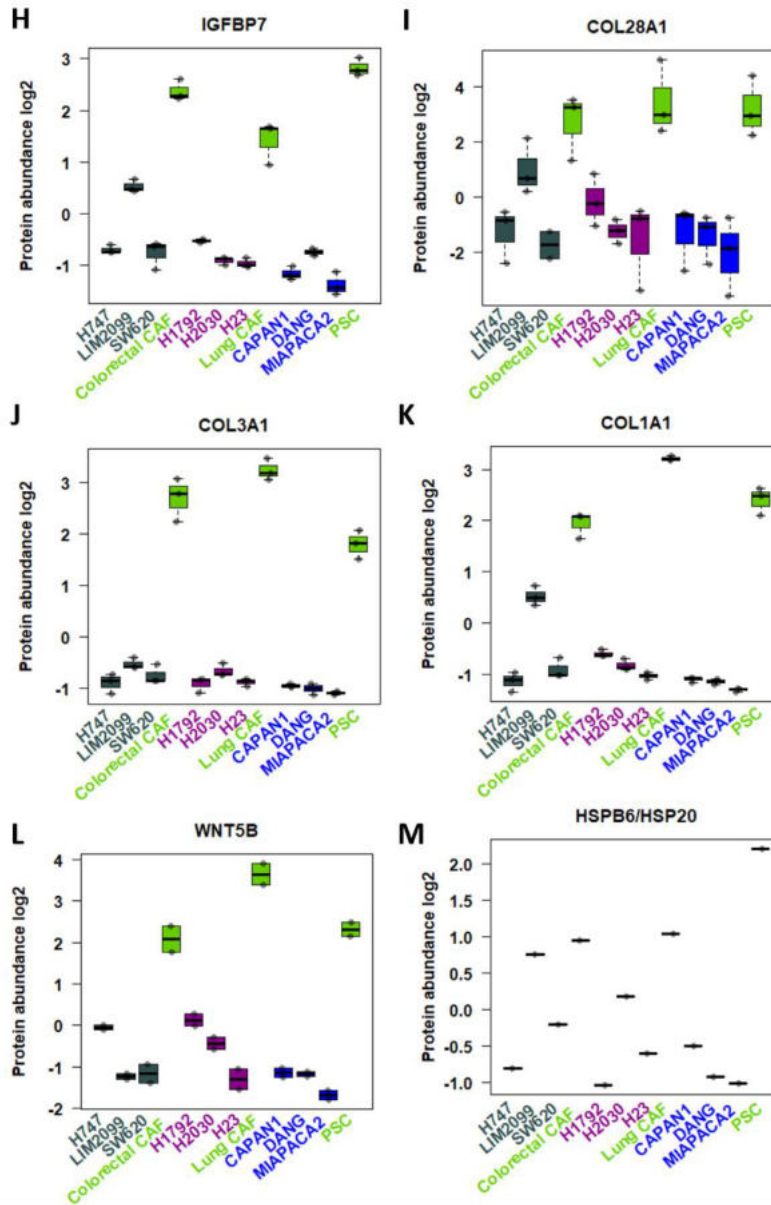 H
IGFBP7
Protein abundance log2
3
2
1
0
-1
H747
LIM2099
SW620
Colorectal CAF
H1792
H2030
H23
Lung CAF
CAPAN1
DANG
MIAPACA2
PSC
I
COL28A1
Protein abundance log2
4
2
0
-2
H747
LIM2099
SW620
Colorectal CAF
H1792
H2030
H23
Lung CAF
CAPAN1
DANG
MIAPACA2
PSC
J
COL3A1
Protein abundance log2
3
2
1
0
-1
H747
LIM2099
SW620
Colorectal CAF
H1792
H2030
H23
Lung CAF
CAPAN1
DANG
MIAPACA2
PSC
K
COL1A1
Protein abundance log2
3
2
1
0
-1
H747
LIM2099
SW620
Colorectal CAF
H1792
H2030
H23
Lung CAF
CAPAN1
DANG
MIAPACA2
PSC
L
WNT5B
Protein abundance log2
4
3
2
1
0
-1
-2
H747
LIM2099
SW620
Colorectal CAF
H1792
H2030
H23
Lung CAF
CAPAN1
DANG
MIAPACA2
PSC
M
HSPB6/HSP20
Protein abundance log2
2.0
1.5
1.0
0.5
0.0
-0.5
-1.0
H747
LIM2099
SW620
Colorectal CAF
H1792
H2030
H23
Lung CAF
CAPAN1
DANG
MIAPACA2
PSC